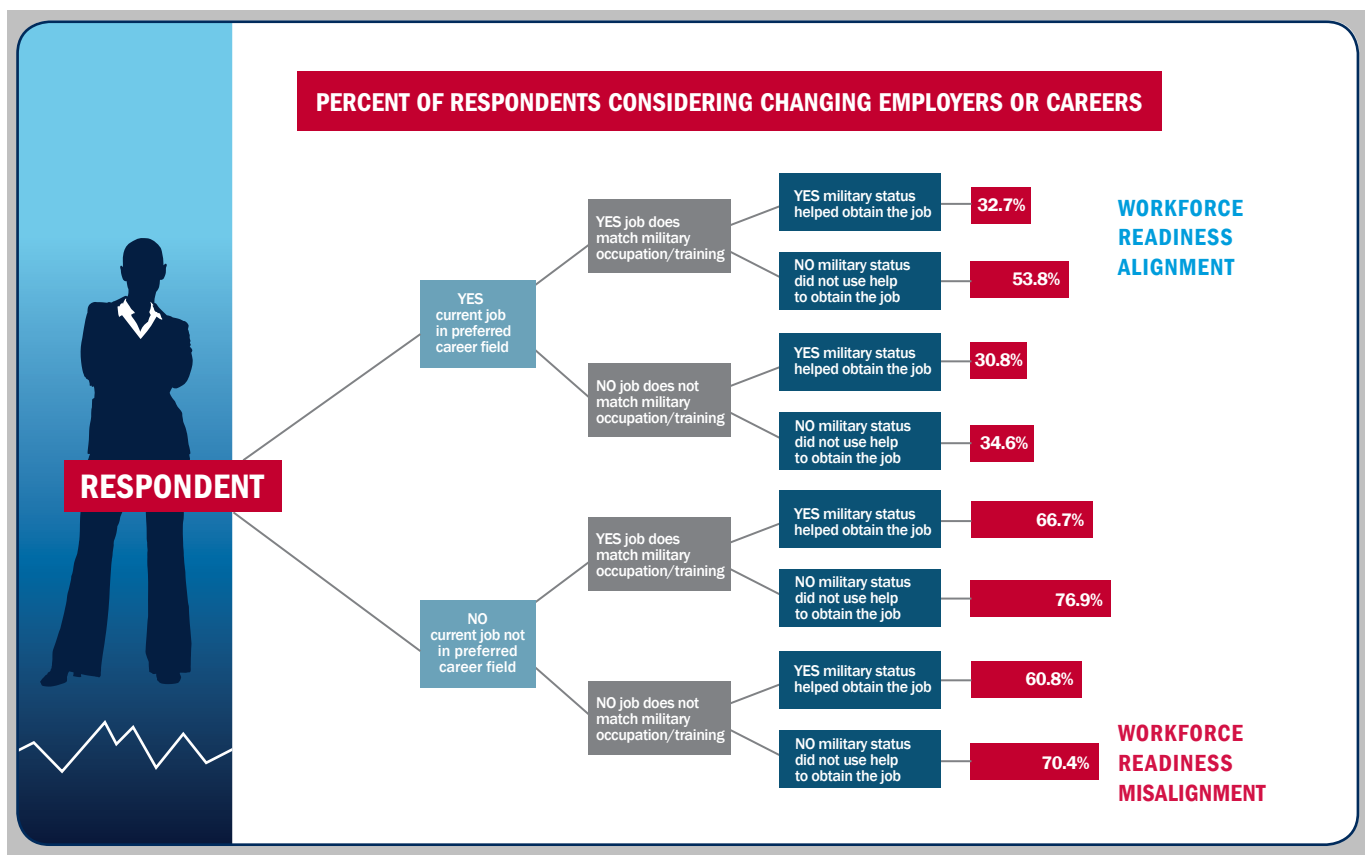 PERCENT OF RESPONDENTS CONSIDERING CHANGING EMPLOYERS OR CAREERS
RESPONDENT
YES
current job
in preferred
career field
YES job does
match military
occupation/training
YES military status
helped obtain the job
32.7%
NO military status
did not use help
to obtain the job
53.8%
NO job does not
match military
occupation/training
YES military status
helped obtain the job
30.8%
NO military status
did not use help
to obtain the job
34.6%
NO
current job not
in preferred
career field
YES job does
match military
occupation/training
YES military status
helped obtain the job
66.7%
NO military status
did not use help
to obtain the job
76.9%
NO job does not
match military
occupation/training
YES military status
helped obtain the job
60.8%
NO military status
did not use help
to obtain the job
70.4%
WORKFORCE
READINESS
ALIGNMENT
WORKFORCE
READINESS
MISALIGNMENT